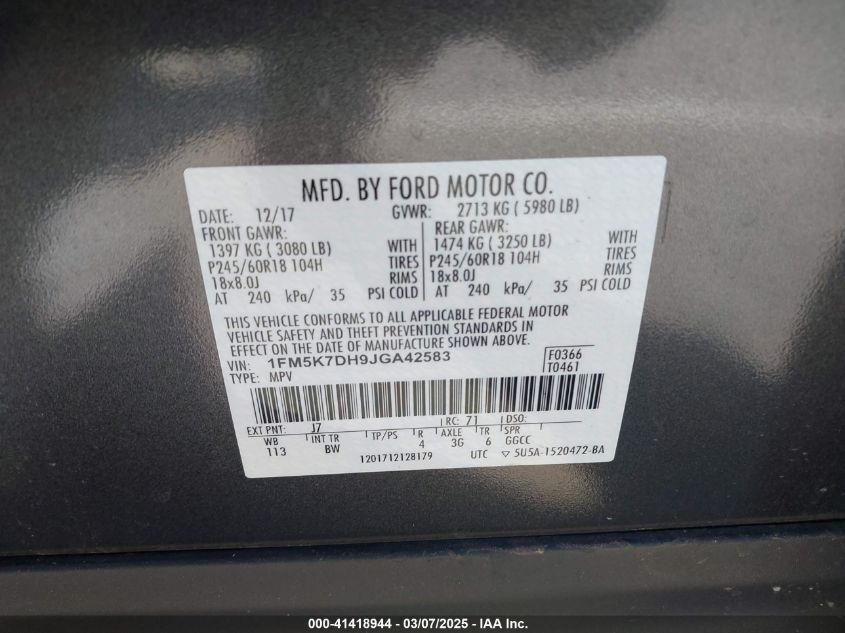 MFD. BY FORD MOTOR CO.
DATE: 12/17 GVWR: 2713 KG ( 5980 LB)
FRONT GAWR: REAR GAWR:
1397 KG ( 3080 LB) WITH 1474 KG ( 3250 LB) WITH
P245/60R18 104H TIRES P245/60R18 104H TIRES
18x8.0J RIMS 18x8.0J RIMS
AT 240 kPa/ 35 PSI COLD AT 240 kPa/ 35 PSI COLD
THIS VEHICLE CONFORMS TO ALL APPLICABLE FEDERAL MOTOR
VEHICLE SAFETY AND THEFT PREVENTION STANDARDS IN
EFFECT ON THE DATE OF MANUFACTURE SHOWN ABOVE.
VIN: 1FM5K7DH9JGA42583 F0366
TYPE: MPV T0461
EXT PNT: J7 RC: 71 DSO:
WB INT TR TP/PS R AXLE TR SPR
113 BW 4 3G 6 GGCC
1201712128179 UTC ▽ 5U5A-1520472-BA
000-41418944 — 03/07/2025 — IAA Inc.